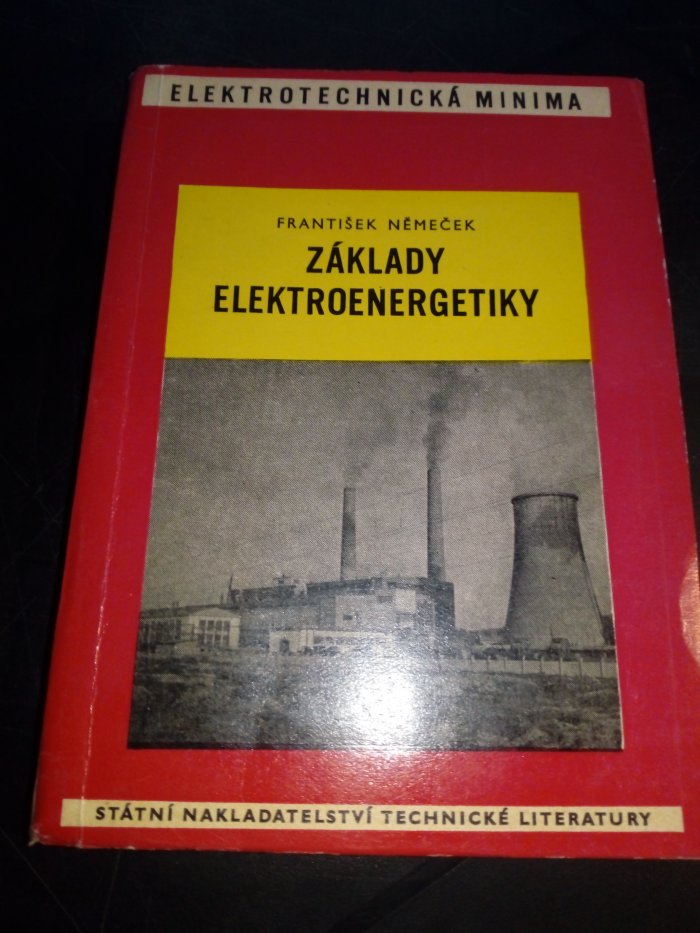 ELEKTROTECHNICKÁ MINIMA
FRANTIŠEK NĚMEČEK
ZÁKLADY
ELEKTROENERGETIKY
STÁTNÍ NAKLADATELSTVÍ TECHNICKÉ LITERATURY